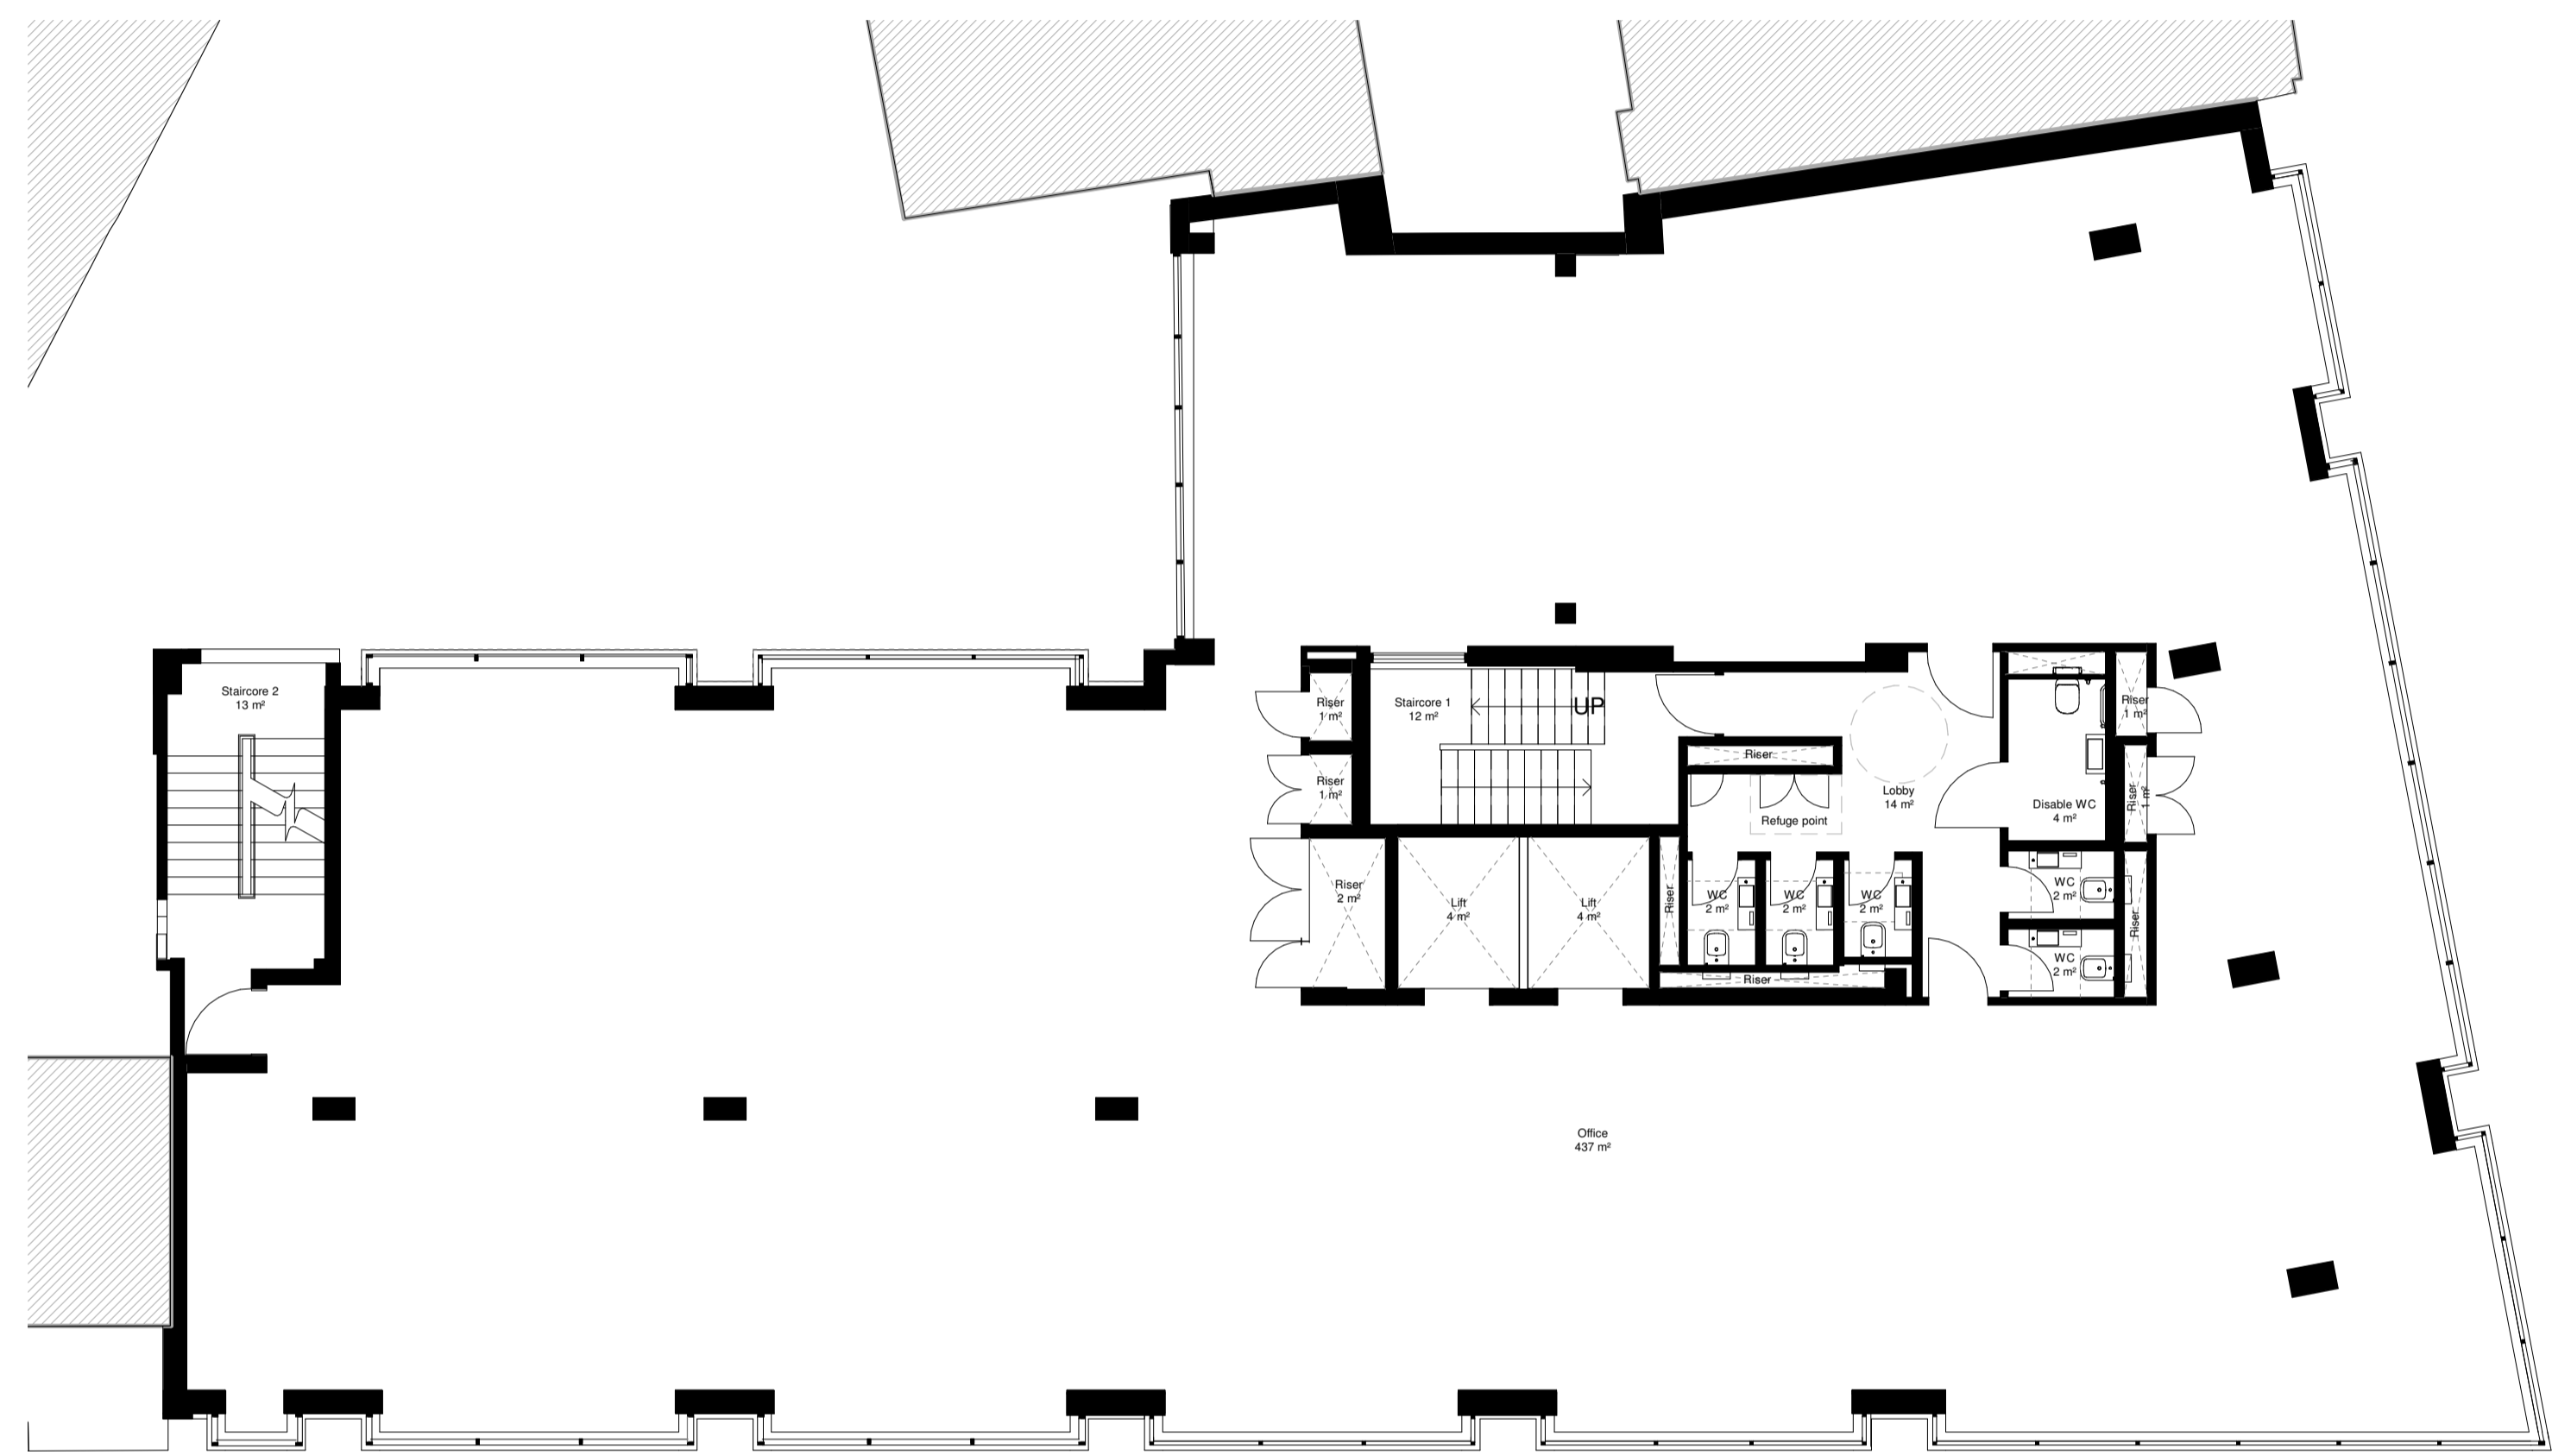 Staircore 2
13 m²
Staircore 1
12 m²
UP
Riser
1 m²
Riser
1 m²
Riser
2 m²
Lift
4 m²
Lift
4 m²
Riser
Riser
Refuge point
Lobby
14 m²
WC
2 m²
WC
2 m²
WC
2 m²
Riser
Disable WC
4 m²
WC
2 m²
WC
2 m²
Riser
1 m²
Riser
1 m²
Riser
Office
437 m²